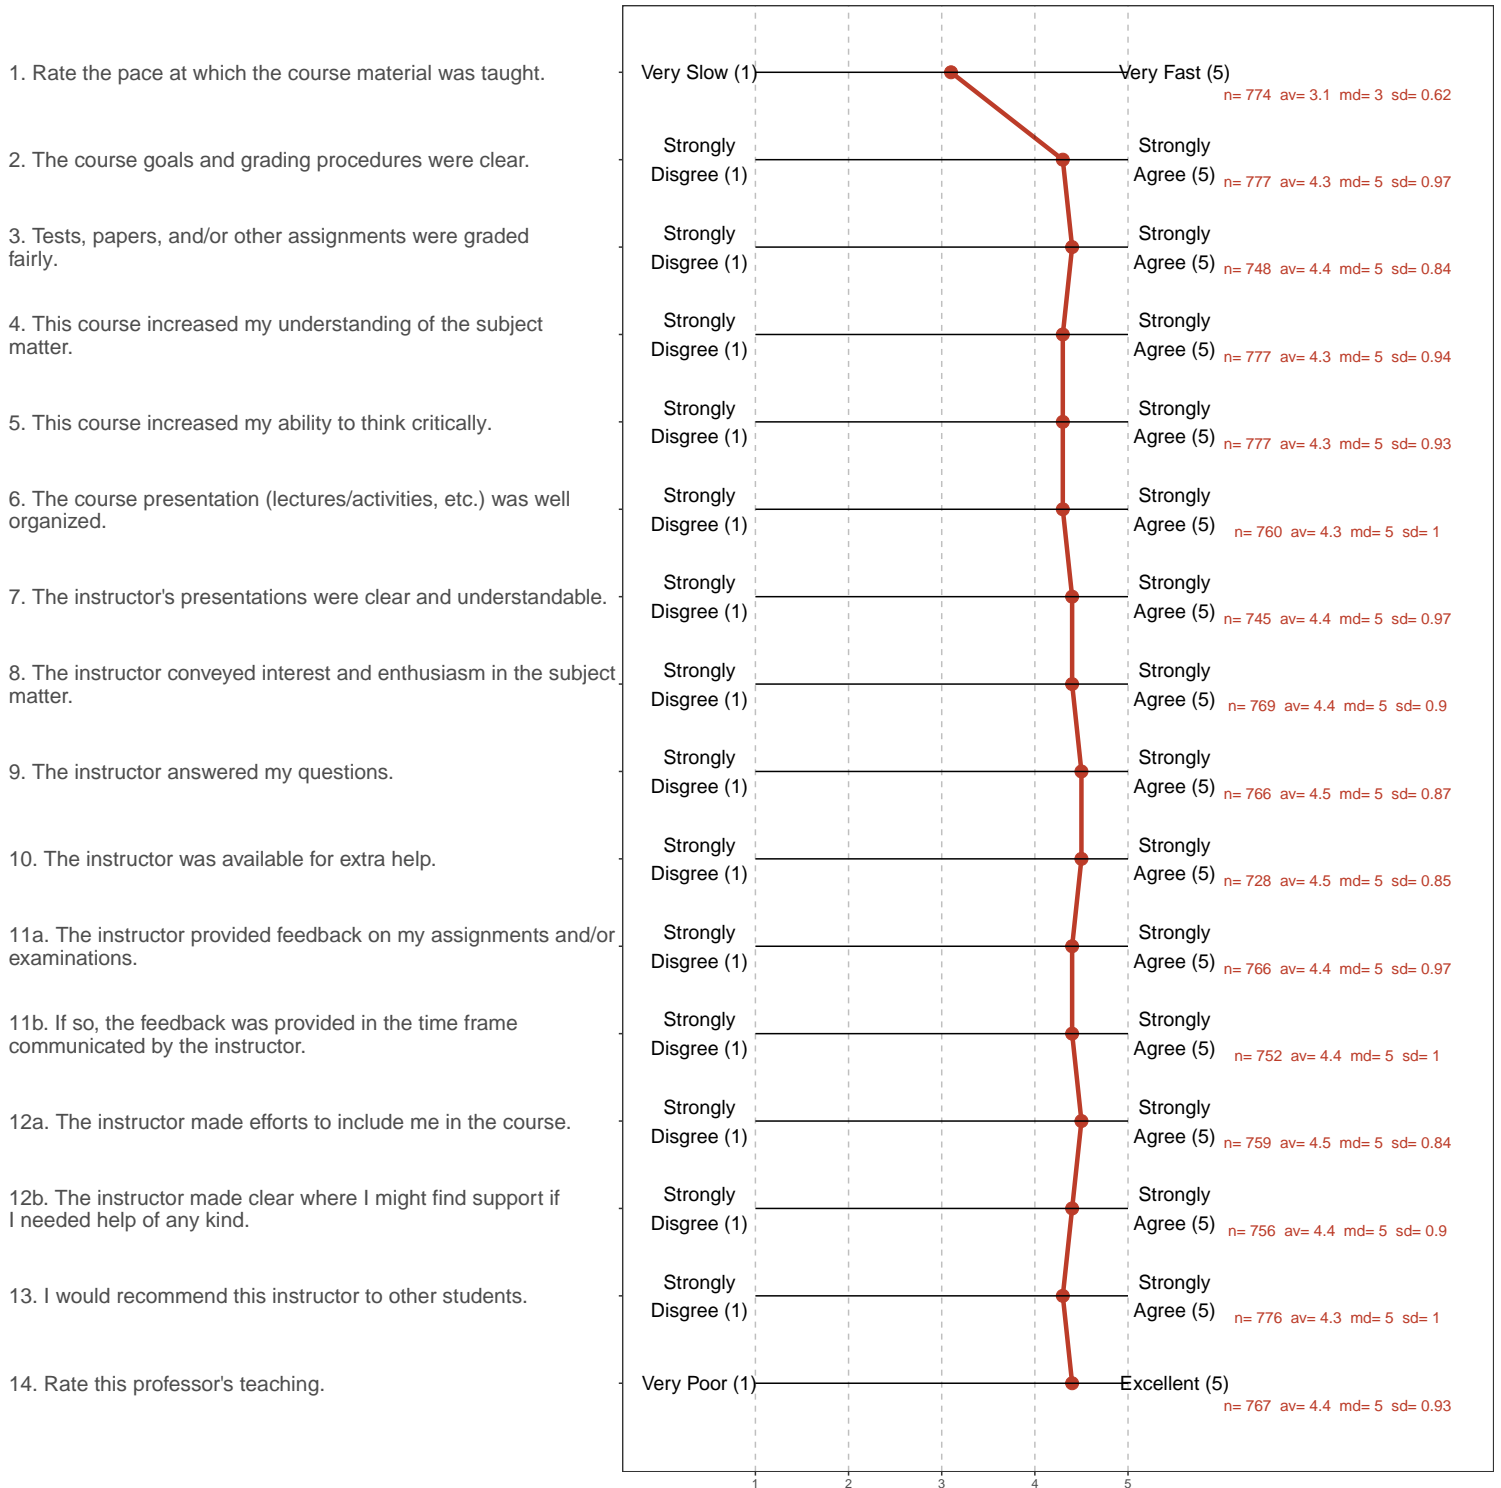 1. Rate the pace at which the course material was taught.
Very Slow (1)
Very Fast (5)
n= 774 av= 3.1 md= 3 sd= 0.62
2. The course goals and grading procedures were clear.
Strongly
Disgree (1)
Strongly
Agree (5)
n= 777 av= 4.3 md= 5 sd= 0.97
3. Tests, papers, and/or other assignments were graded
fairly.
Strongly
Disgree (1)
Strongly
Agree (5)
n= 748 av= 4.4 md= 5 sd= 0.84
4. This course increased my understanding of the subject
matter.
Strongly
Disgree (1)
Strongly
Agree (5)
n= 777 av= 4.3 md= 5 sd= 0.94
5. This course increased my ability to think critically.
Strongly
Disgree (1)
Strongly
Agree (5)
n= 777 av= 4.3 md= 5 sd= 0.93
6. The course presentation (lectures/activities, etc.) was well
organized.
Strongly
Disgree (1)
Strongly
Agree (5)
n= 760 av= 4.3 md= 5 sd= 1
7. The instructor's presentations were clear and understandable.
Strongly
Disgree (1)
Strongly
Agree (5)
n= 745 av= 4.4 md= 5 sd= 0.97
8. The instructor conveyed interest and enthusiasm in the subject
matter.
Strongly
Disgree (1)
Strongly
Agree (5)
n= 769 av= 4.4 md= 5 sd= 0.9
9. The instructor answered my questions.
Strongly
Disgree (1)
Strongly
Agree (5)
n= 766 av= 4.5 md= 5 sd= 0.87
10. The instructor was available for extra help.
Strongly
Disgree (1)
Strongly
Agree (5)
n= 728 av= 4.5 md= 5 sd= 0.85
11a. The instructor provided feedback on my assignments and/or
examinations.
Strongly
Disgree (1)
Strongly
Agree (5)
n= 766 av= 4.4 md= 5 sd= 0.97
11b. If so, the feedback was provided in the time frame
communicated by the instructor.
Strongly
Disgree (1)
Strongly
Agree (5)
n= 752 av= 4.4 md= 5 sd= 1
12a. The instructor made efforts to include me in the course.
Strongly
Disgree (1)
Strongly
Agree (5)
n= 759 av= 4.5 md= 5 sd= 0.84
12b. The instructor made clear where I might find support if
I needed help of any kind.
Strongly
Disgree (1)
Strongly
Agree (5)
n= 756 av= 4.4 md= 5 sd= 0.9
13. I would recommend this instructor to other students.
Strongly
Disgree (1)
Strongly
Agree (5)
n= 776 av= 4.3 md= 5 sd= 1
14. Rate this professor's teaching.
Very Poor (1)
Excellent (5)
n= 767 av= 4.4 md= 5 sd= 0.93
1 2 3 4 5